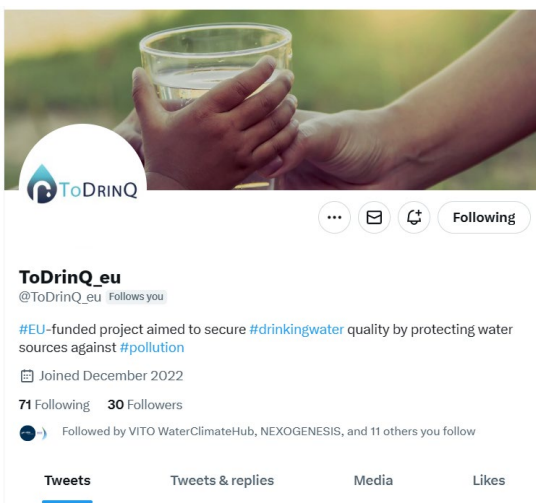 ToDrinQ
Following
ToDrinQ_eu
@ToDrinQ_eu Follows you
#EU-funded project aimed to secure #drinkingwater quality by protecting water
sources against #pollution
Joined December 2022
71 Following 30 Followers
Followed by VITO WaterClimateHub, NEXOGENESIS, and 11 others you follow
Tweets Tweets & replies Media Likes